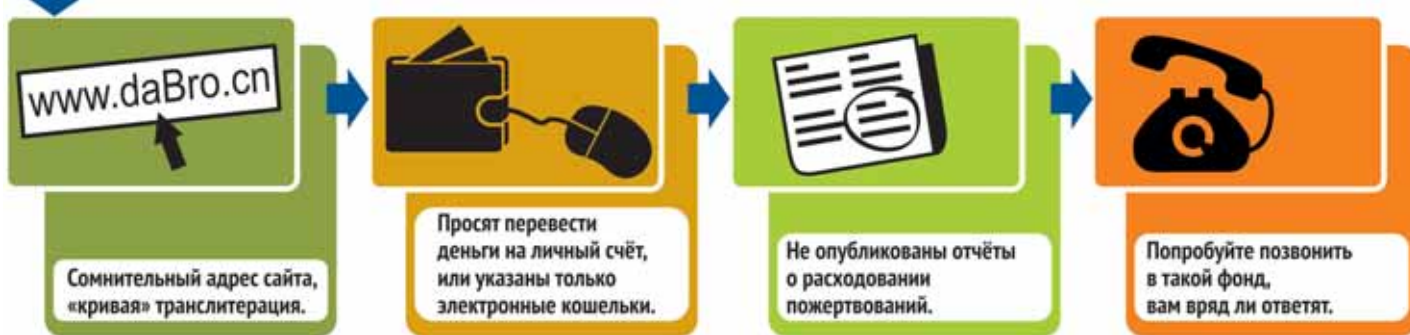 www.daBro.cn
Сомнительный адрес сайта,
«кривая» транслитерация.
Просят перевести
деньги на личный счёт,
или указаны только
электронные кошельки.
Не опубликованы отчёты
о расходовании
пожертвований.
Попробуйте позвонить
в такой фонд,
вам вряд ли ответят.